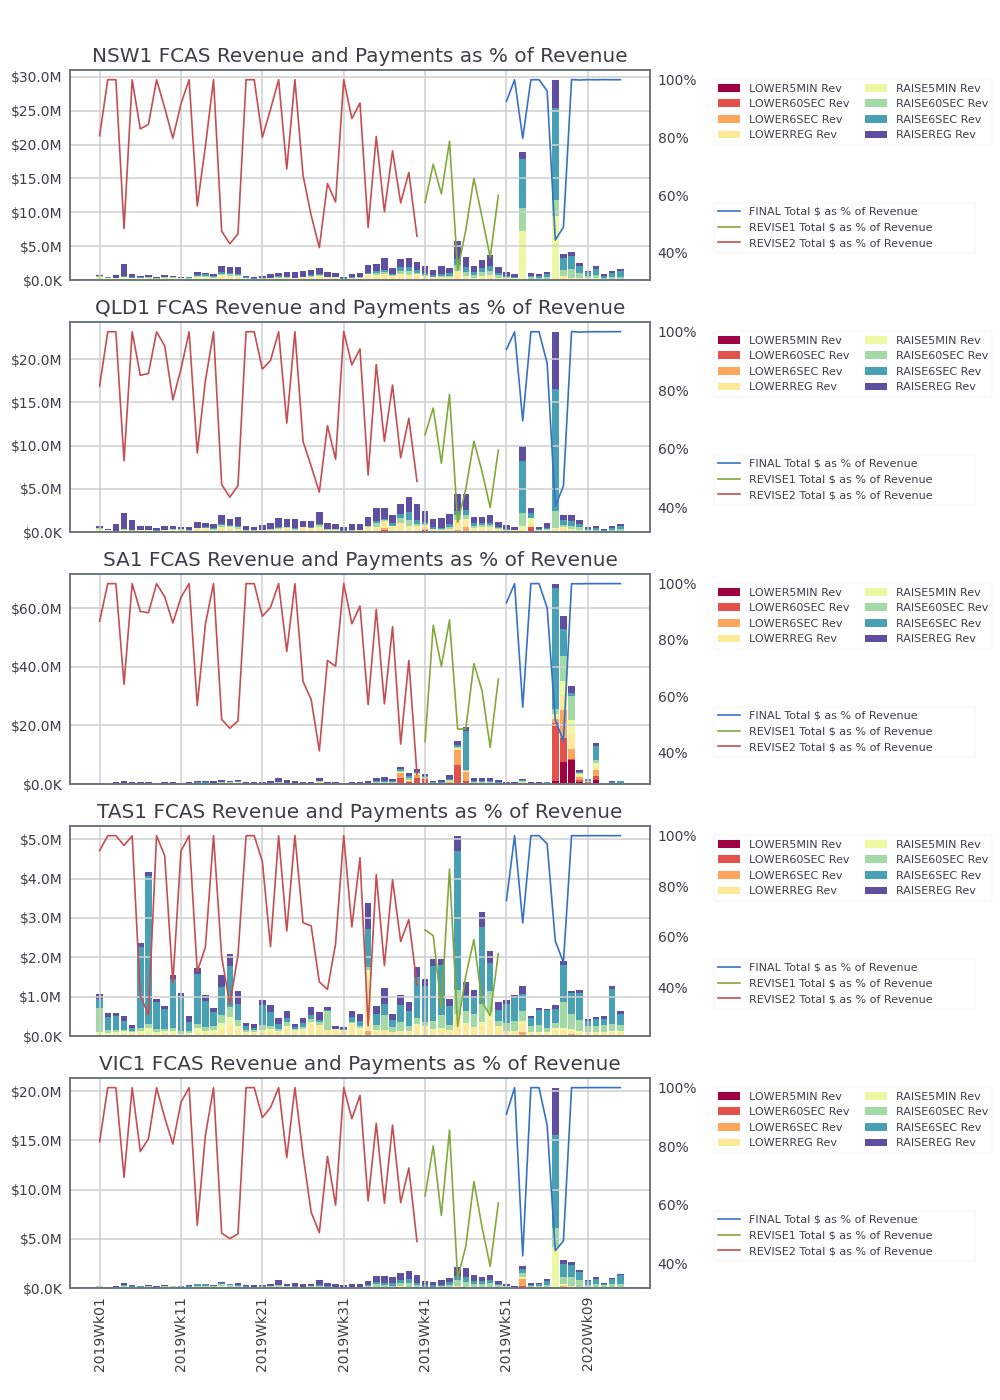 NSW1 FCAS Revenue and Payments as % of Revenue
$30.0M
$25.0M
$20.0M
$15.0M
$10.0M
$5.0M
$0.0K
100%
80%
60%
40%
LOWER5MIN Rev
LOWER60SEC Rev
LOWER6SEC Rev
LOWERREG Rev
RAISE5MIN Rev
RAISE60SEC Rev
RAISE6SEC Rev
RAISEREG Rev
FINAL Total $ as % of Revenue
REVISE1 Total $ as % of Revenue
REVISE2 Total $ as % of Revenue
QLD1 FCAS Revenue and Payments as % of Revenue
$20.0M
$15.0M
$10.0M
$5.0M
$0.0K
100%
80%
60%
40%
LOWER5MIN Rev
LOWER60SEC Rev
LOWER6SEC Rev
LOWERREG Rev
RAISE5MIN Rev
RAISE60SEC Rev
RAISE6SEC Rev
RAISEREG Rev
FINAL Total $ as % of Revenue
REVISE1 Total $ as % of Revenue
REVISE2 Total $ as % of Revenue
SA1 FCAS Revenue and Payments as % of Revenue
$60.0M
$40.0M
$20.0M
$0.0K
100%
80%
60%
40%
LOWER5MIN Rev
LOWER60SEC Rev
LOWER6SEC Rev
LOWERREG Rev
RAISE5MIN Rev
RAISE60SEC Rev
RAISE6SEC Rev
RAISEREG Rev
FINAL Total $ as % of Revenue
REVISE1 Total $ as % of Revenue
REVISE2 Total $ as % of Revenue
TAS1 FCAS Revenue and Payments as % of Revenue
$5.0M
$4.0M
$3.0M
$2.0M
$1.0M
$0.0K
100%
80%
60%
40%
LOWER5MIN Rev
LOWER60SEC Rev
LOWER6SEC Rev
LOWERREG Rev
RAISE5MIN Rev
RAISE60SEC Rev
RAISE6SEC Rev
RAISEREG Rev
FINAL Total $ as % of Revenue
REVISE1 Total $ as % of Revenue
REVISE2 Total $ as % of Revenue
VIC1 FCAS Revenue and Payments as % of Revenue
$20.0M
$15.0M
$10.0M
$5.0M
$0.0K
100%
80%
60%
40%
LOWER5MIN Rev
LOWER60SEC Rev
LOWER6SEC Rev
LOWERREG Rev
RAISE5MIN Rev
RAISE60SEC Rev
RAISE6SEC Rev
RAISEREG Rev
FINAL Total $ as % of Revenue
REVISE1 Total $ as % of Revenue
REVISE2 Total $ as % of Revenue
2019Wk01
2019Wk11
2019Wk21
2019Wk31
2019Wk41
2019Wk51
2020Wk09